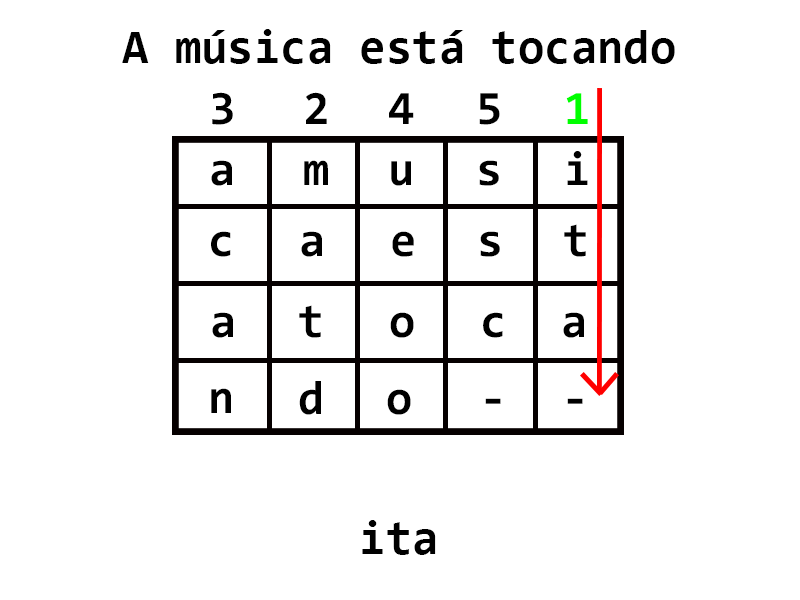 A música está tocando
3 2 4 5 1
a m u s i
c a e s t
a t o c a
n d o - -
ita